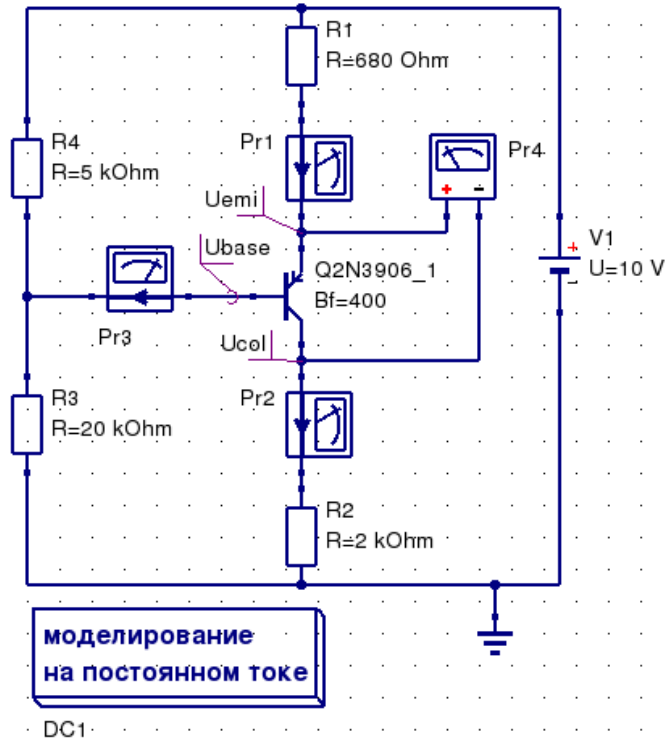 R1
R=680 Ohm
R4
R=5 kOhm
Pr1
Pr4
+ -
Uemi
Ubase
V1
U=10 V
+
-
Q2N3906_1
Bf=400
Pr3
Ucol
R3
R=20 kOhm
Pr2
R2
R=2 kOhm
моделирование
на постоянном токе
DC1